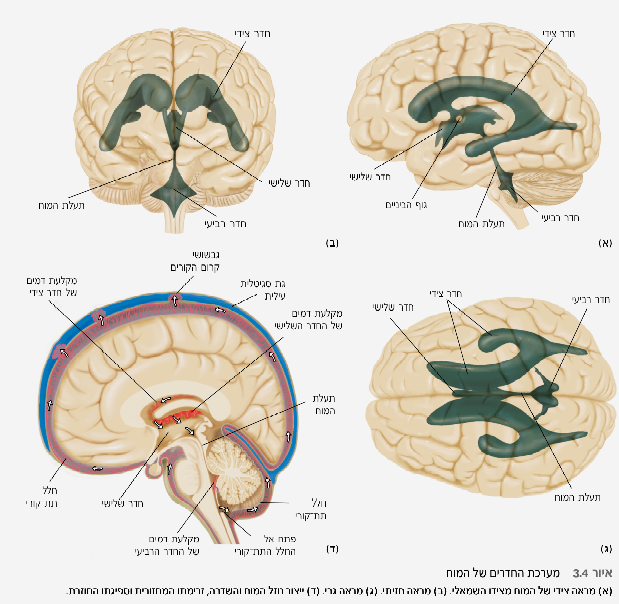 חדר צידי
חדר שלישי
גוף הביניים
תעלת המוח
חדר רביעי
(א)
חדר צידי
חדר שלישי
תעלת המוח
חדר רביעי
(ב)
חדר צידי
חדר שלישי
חדר רביעי
תעלת המוח
(ג)
גבשושי
קרום הקורים
מקלעת דמים
של חדר צידי
גת סגיטלית
עילית
מקלעת דמים
של החדר השלישי
תעלת
המוח
חלל
תת קורי
חדר שלישי
מקלעת דמים
של החדר הרביעי
פתח אל
החלל התת־קורי
חלל
תת־קורי
(ד)
איור 3.4 מערכת החדרים של המוח
(א) מראה צידי של המוח מצידו השמאלי. (ב) מראה חזיתי. (ג) מראה גבי. (ד) ייצור נוזל המוח והשדרה, זרימתו המחזורית וספיגתו החוזרת.